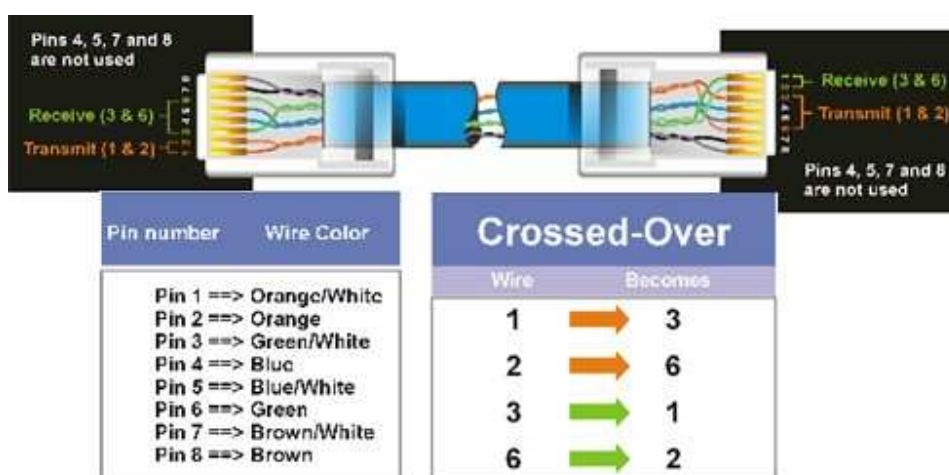 Pins 4, 5, 7 and 8
are not used
Receive (3 & 6)
Transmit (1 & 2)
Receive (3 & 6)
Transmit (1 & 2)
Pins 4, 5, 7 and 8
are not used
Pin number Wire Color
Pin 1 ==> Orange/White
Pin 2 ==> Orange
Pin 3 ==> Green/White
Pin 4 ==> Blue
Pin 5 ==> Blue/White
Pin 6 ==> Green
Pin 7 ==> Brown/White
Pin 8 ==> Brown
Crossed-Over
Wire Becomes
1 3
2 6
3 1
6 2